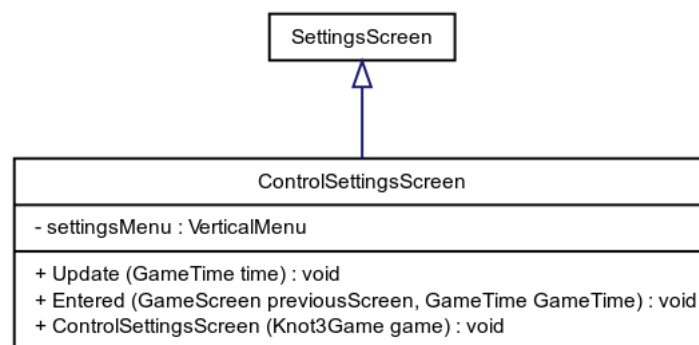 SettingsScreen
ControlSettingsScreen
- settingsMenu : VerticalMenu
+ Update (GameTime time) : void
+ Entered (GameScreen previousScreen, GameTime GameTime) : void
+ ControlSettingsScreen (Knot3Game game) : void